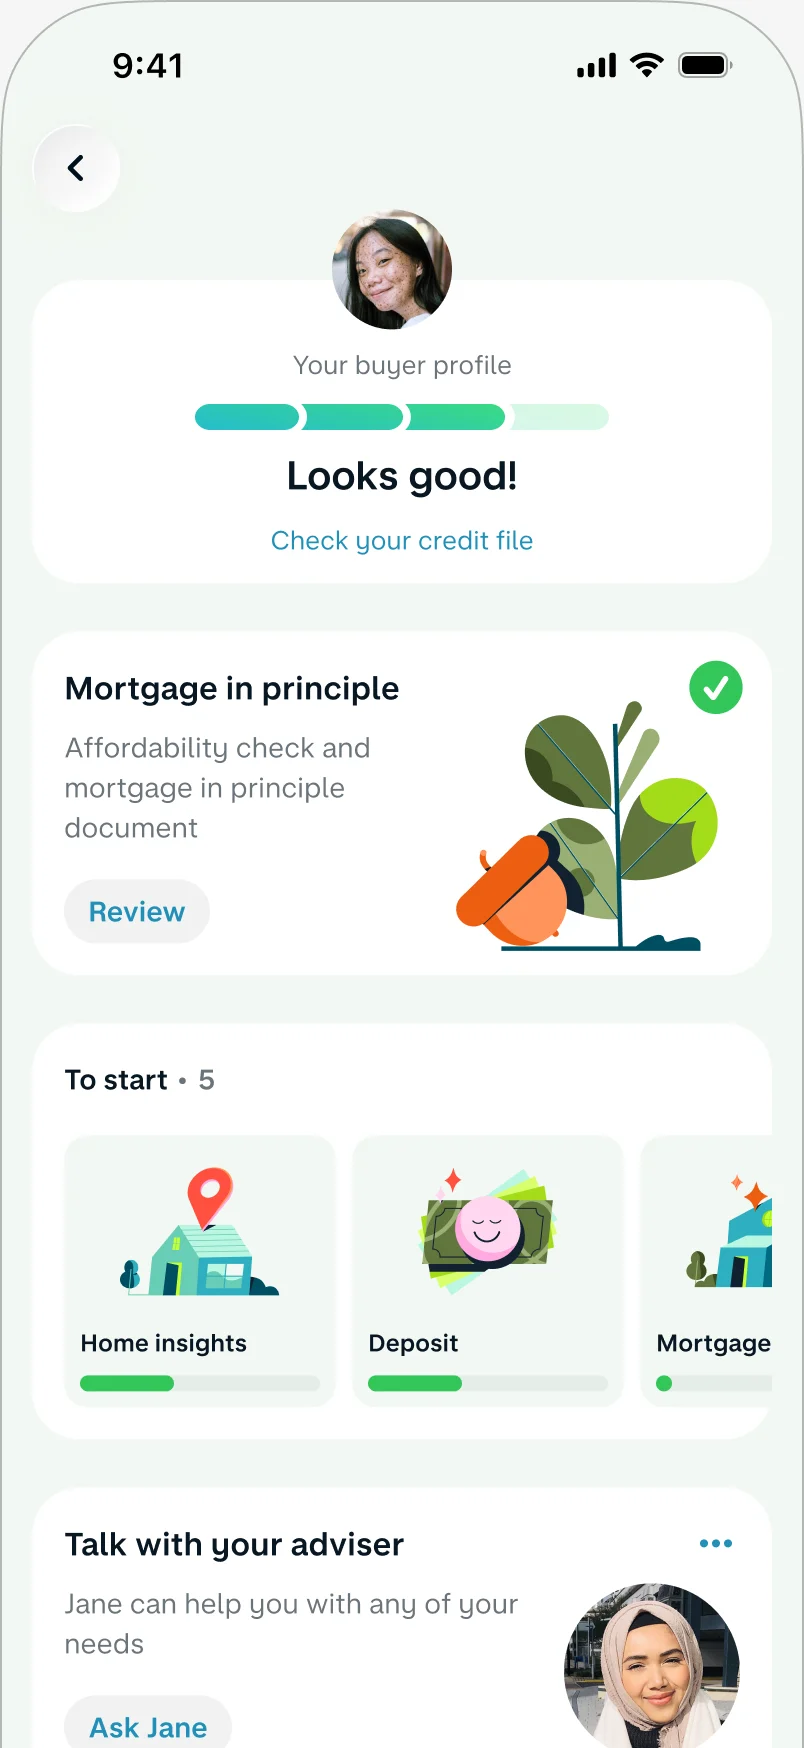 9:41
Your buyer profile
Looks good!
Check your credit file
Mortgage in principle
Affordability check and
mortgage in principle
document
Review
To start • 5
Home insights
Deposit
Mortgage
Talk with your adviser
Jane can help you with any of your
needs
Ask Jane